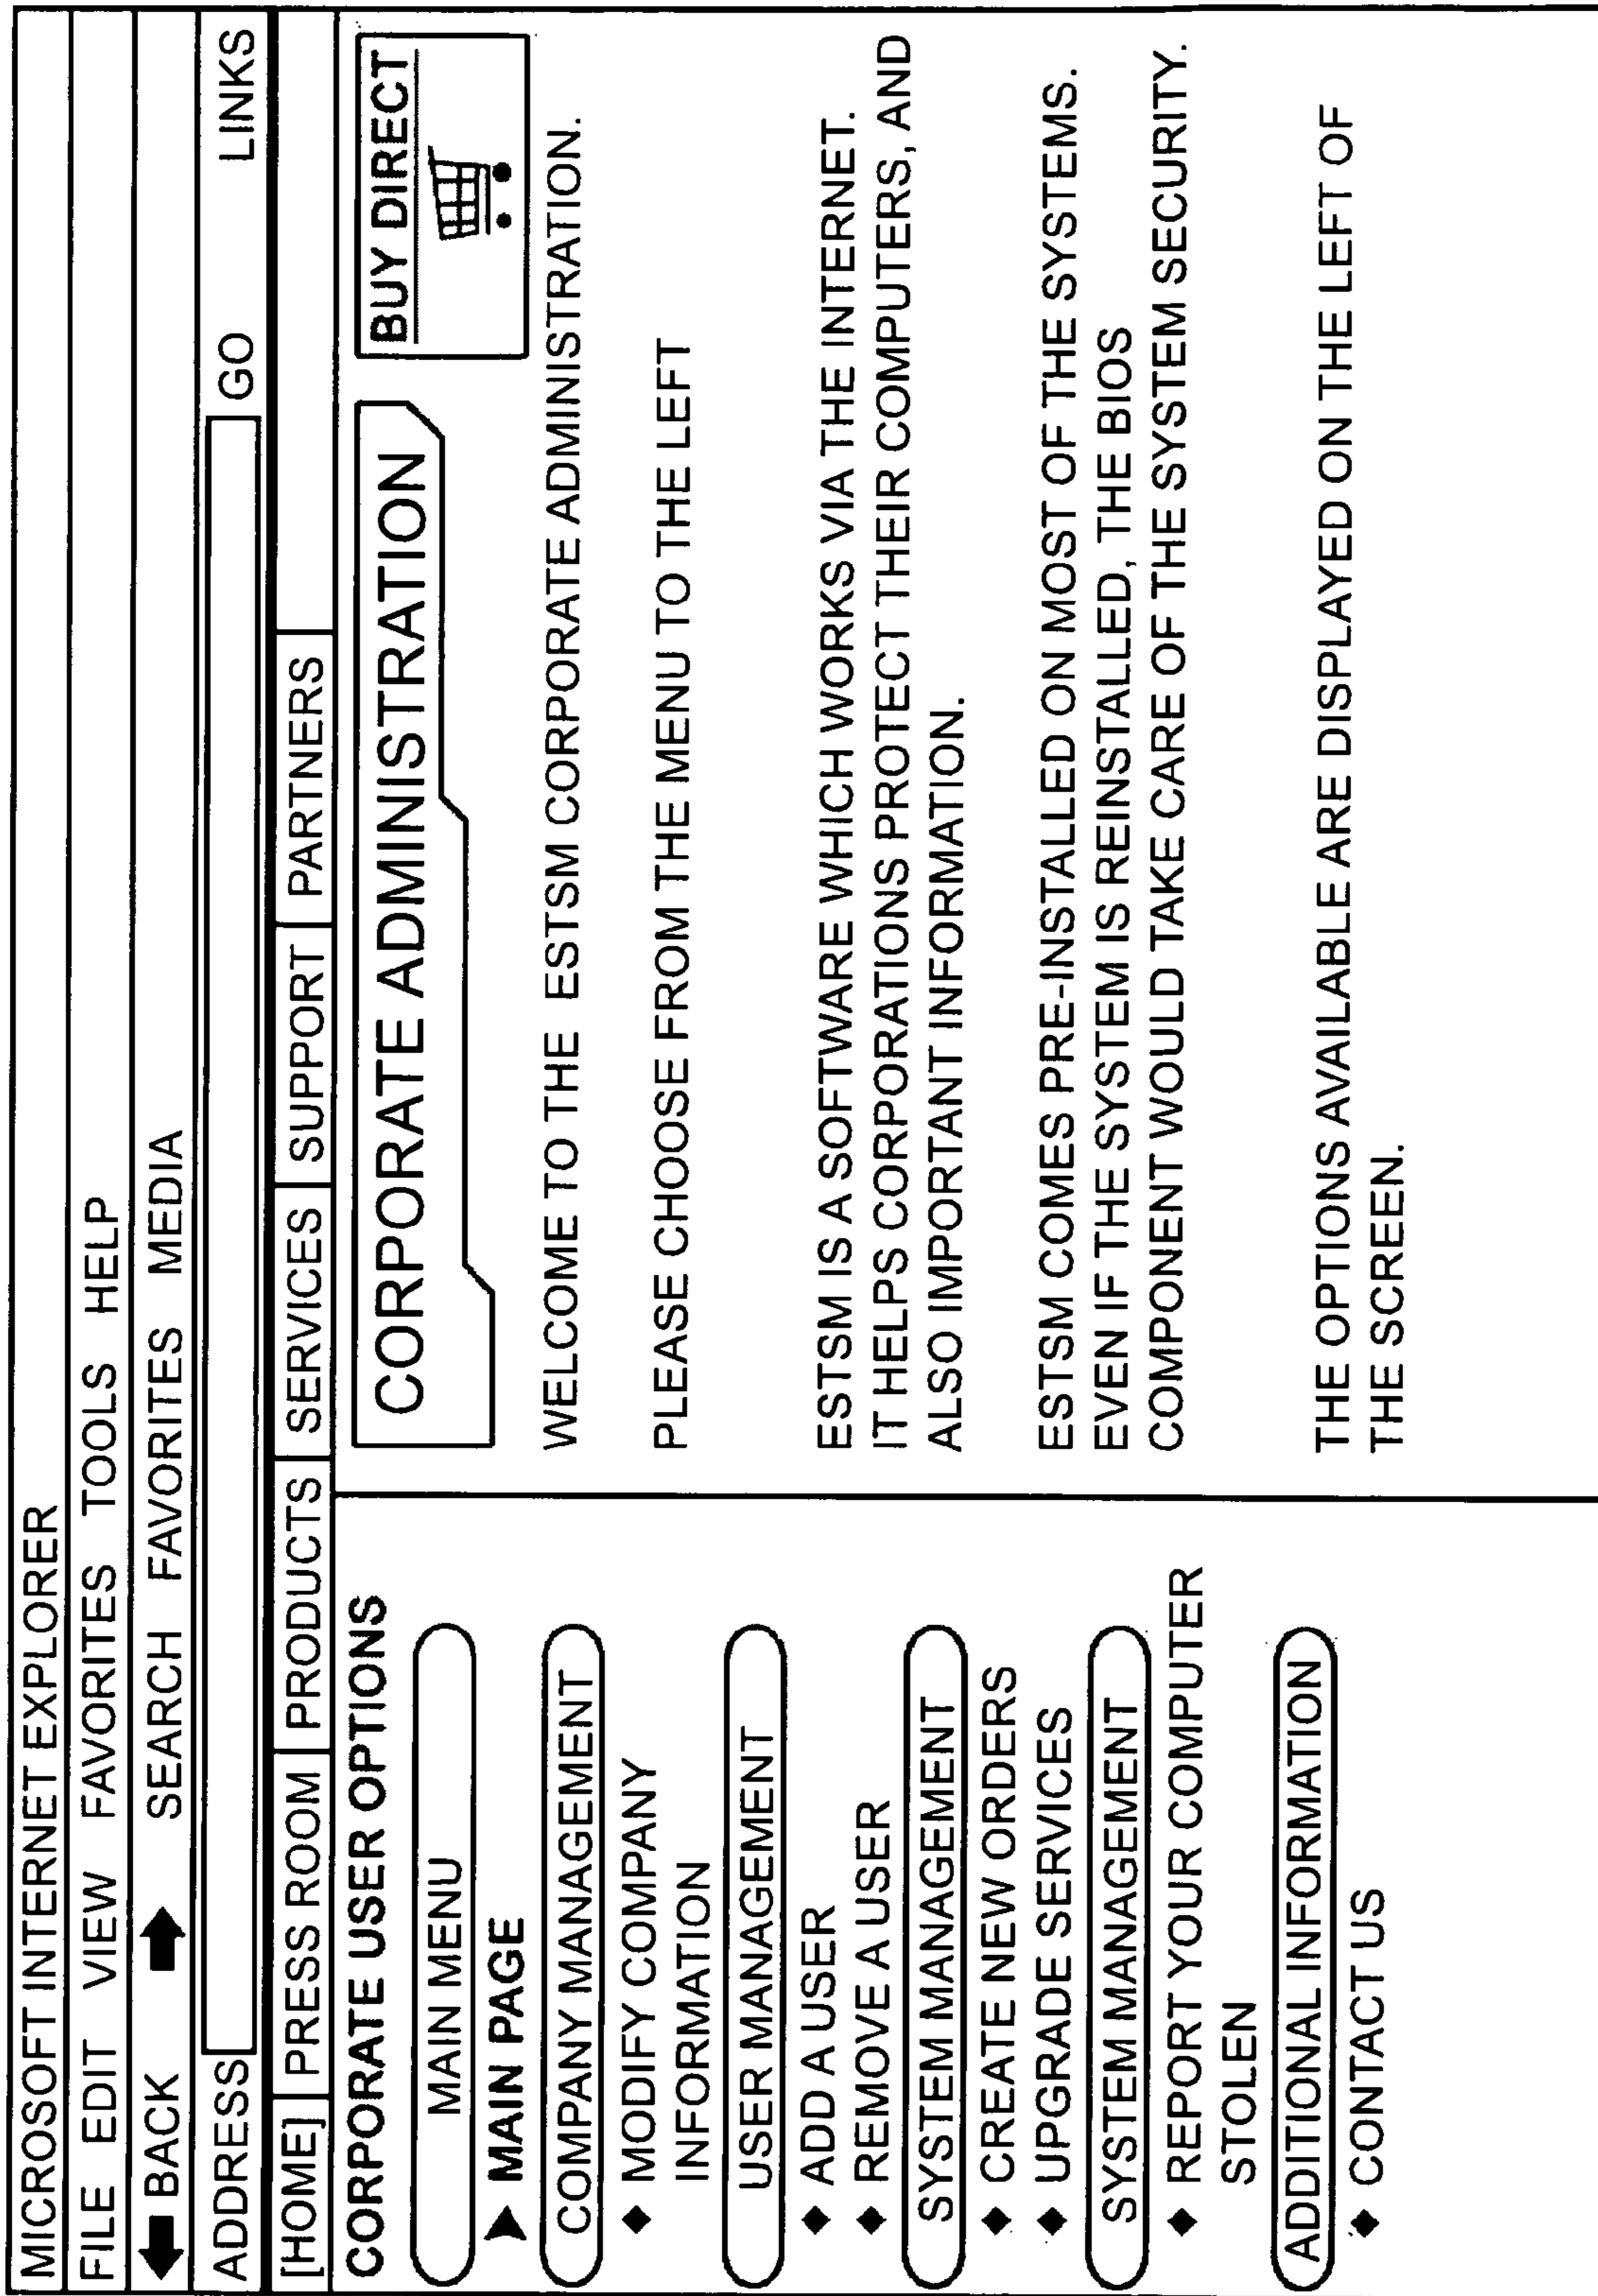 MICROSOFT INTERNET EXPLORER
FILE EDIT VIEW FAVORITES TOOLS HELP
BACK SEARCH FAVORITES MEDIA
ADDRESS GO LINKS
[HOME] PRESS ROOM PRODUCTS SERVICES SUPPORT PARTNERS
CORPORATE USER OPTIONS
MAIN MENU
MAIN PAGE
COMPANY MANAGEMENT
MODIFY COMPANY
INFORMATION
USER MANAGEMENT
ADD A USER
REMOVE A USER
SYSTEM MANAGEMENT
CREATE NEW ORDERS
UPGRADE SERVICES
SYSTEM MANAGEMENT
REPORT YOUR COMPUTER
STOLEN
ADDITIONAL INFORMATION
CONTACT US
CORPORATE ADMINISTRATION
BUY DIRECT
WELCOME TO THE ESTSM CORPORATE ADMINISTRATION.
PLEASE CHOOSE FROM THE MENU TO THE LEFT
ESTSM IS A SOFTWARE WHICH WORKS VIA THE INTERNET.
IT HELPS CORPORATIONS PROTECT THEIR COMPUTERS, AND
ALSO IMPORTANT INFORMATION.
ESTSM COMES PRE-INSTALLED ON MOST OF THE SYSTEMS.
EVEN IF THE SYSTEM IS REINSTALLED, THE BIOS
COMPONENT WOULD TAKE CARE OF THE SYSTEM SECURITY.
THE OPTIONS AVAILABLE ARE DISPLAYED ON THE LEFT OF
THE SCREEN.